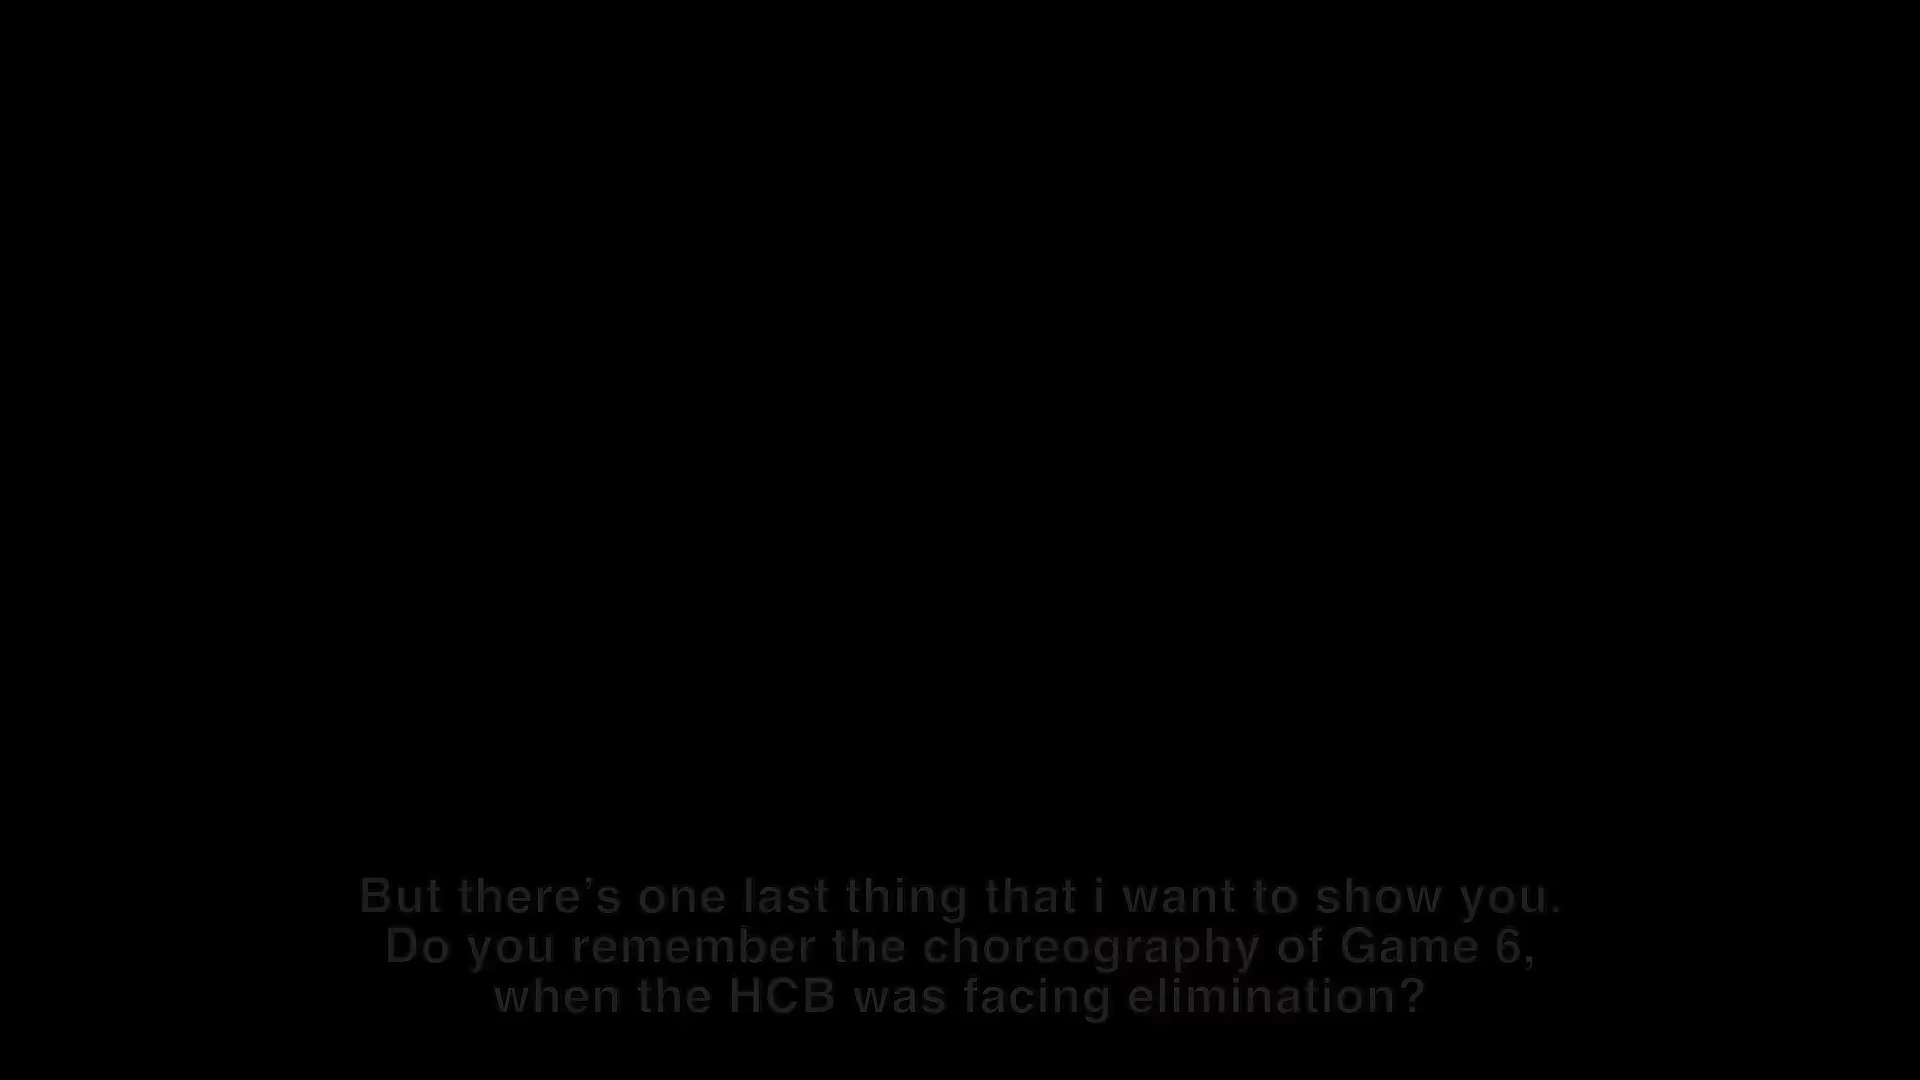 But there’s one last thing that i want to show you.
Do you remember the choreography of Game 6,
when the HCB was facing elimination?